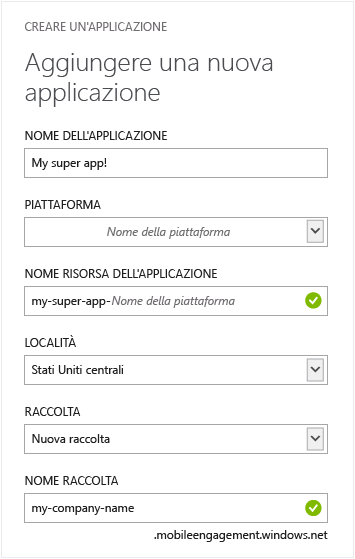 CREARE UN'APPLICAZIONE
Aggiungere una nuova
applicazione
NOME DELL'APPLICAZIONE
My super app!
PIATTAFORMA
Nome della piattaforma
NOME RISORSA DELL'APPLICAZIONE
my-super-app-Nome della piattaforma
LOCALITÀ
Stati Uniti centrali
RACCOLTA
Nuova raccolta
NOME RACCOLTA
my-company-name
.mobileengagement.windows.net